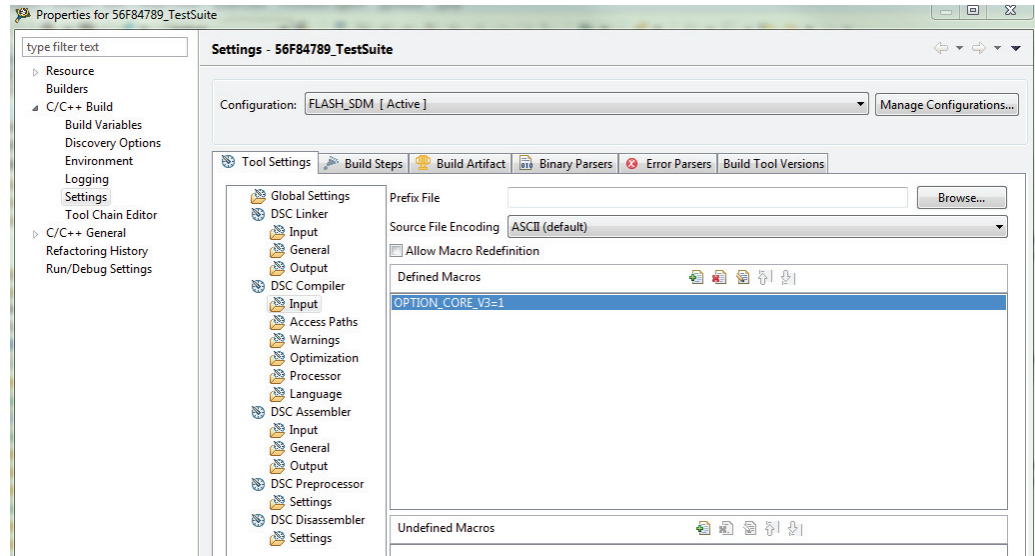 Properties for 56F84789_TestSuite
type filter text
Resource
Builders
C/C++ Build
Build Variables
Discovery Options
Environment
Logging
Settings
Tool Chain Editor
C/C++ General
Refactoring History
Run/Debug Settings
Settings - 56F84789_TestSuite
Configuration: FLASH_SDM [ Active ] Manage Configurations...
Tool Settings Build Steps Build Artifact Binary Parsers Error Parsers Build Tool Versions
Global Settings
DSC Linker
Input
General
Output
DSC Compiler
Input
Access Paths
Warnings
Optimization
Processor
Language
DSC Assembler
Input
General
Output
DSC Preprocessor
Settings
DSC Disassembler
Settings
Prefix File Browse...
Source File Encoding ASCII (default)
Allow Macro Redefinition
Defined Macros
OPTION_CORE_V3=1
Undefined Macros